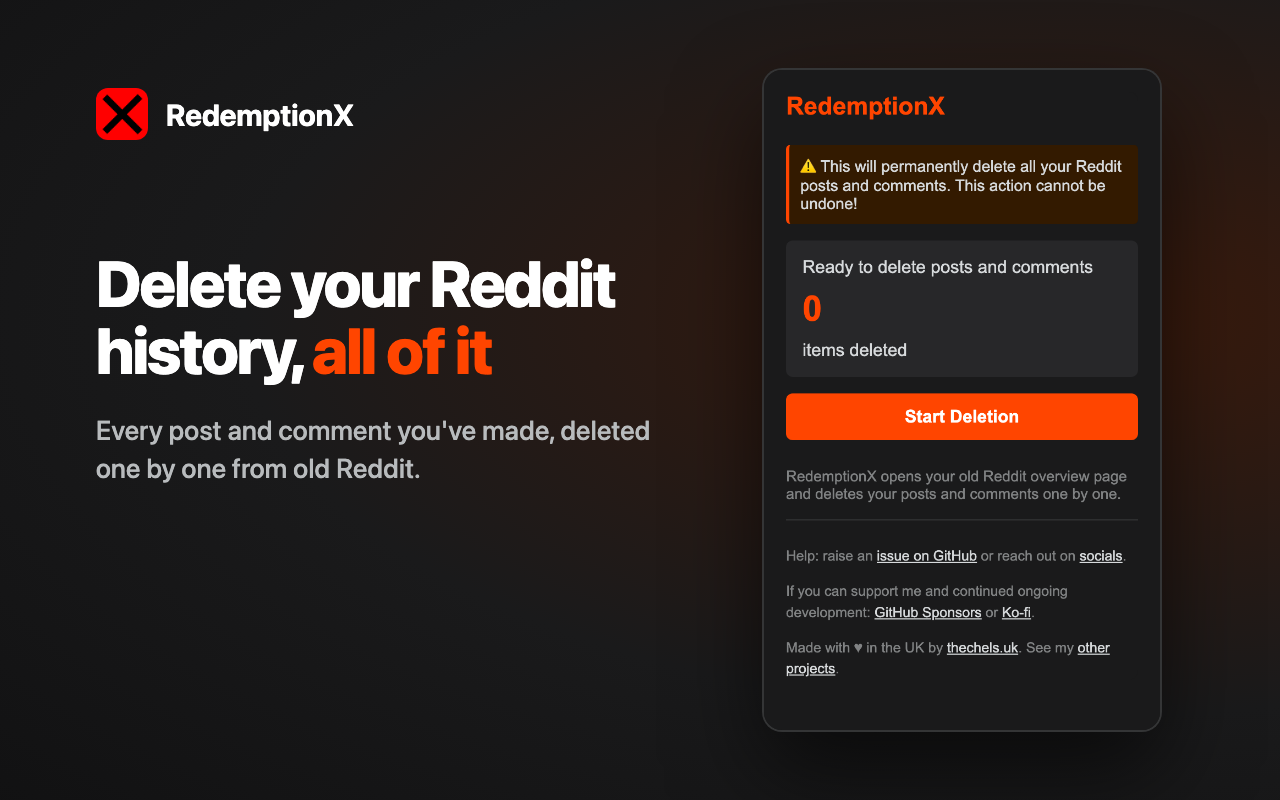 RedemptionX
Delete your Reddit
history, all of it
Every post and comment you've made, deleted
one by one from old Reddit.
RedemptionX
⚠️ This will permanently delete all your Reddit
posts and comments. This action cannot be
undone!
Ready to delete posts and comments
0
items deleted
Start Deletion
RedemptionX opens your old Reddit overview page
and deletes your posts and comments one by one.
Help: raise an issue on GitHub or reach out on socials.
If you can support me and continued ongoing
development: GitHub Sponsors or Ko-fi.
Made with ♥ in the UK by thechels.uk. See my other
projects.